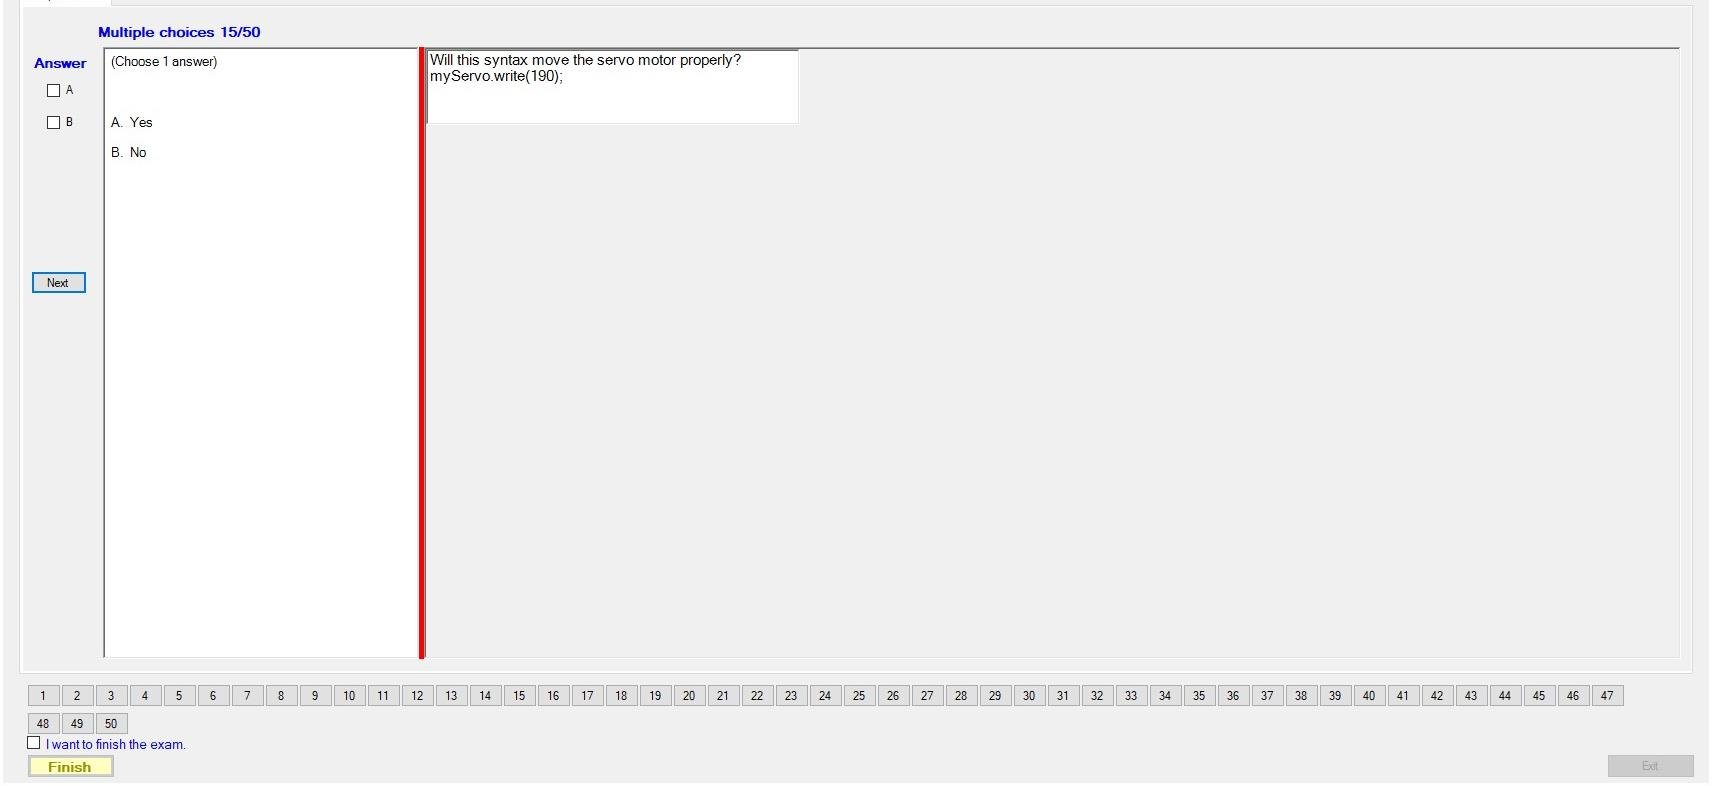 Multiple choices 15/50
Answer
A
B
(Choose 1 answer)
A. Yes
B. No
Will this syntax move the servo motor properly?
myServo.write(190);
Next
1 2 3 4 5 6 7 8 9 10 11 12 13 14 15 16 17 18 19 20 21 22 23 24 25 26 27 28 29 30 31 32 33 34 35 36 37 38 39 40 41 42 43 44 45 46 47
48 49 50
I want to finish the exam.
Finish
Exit